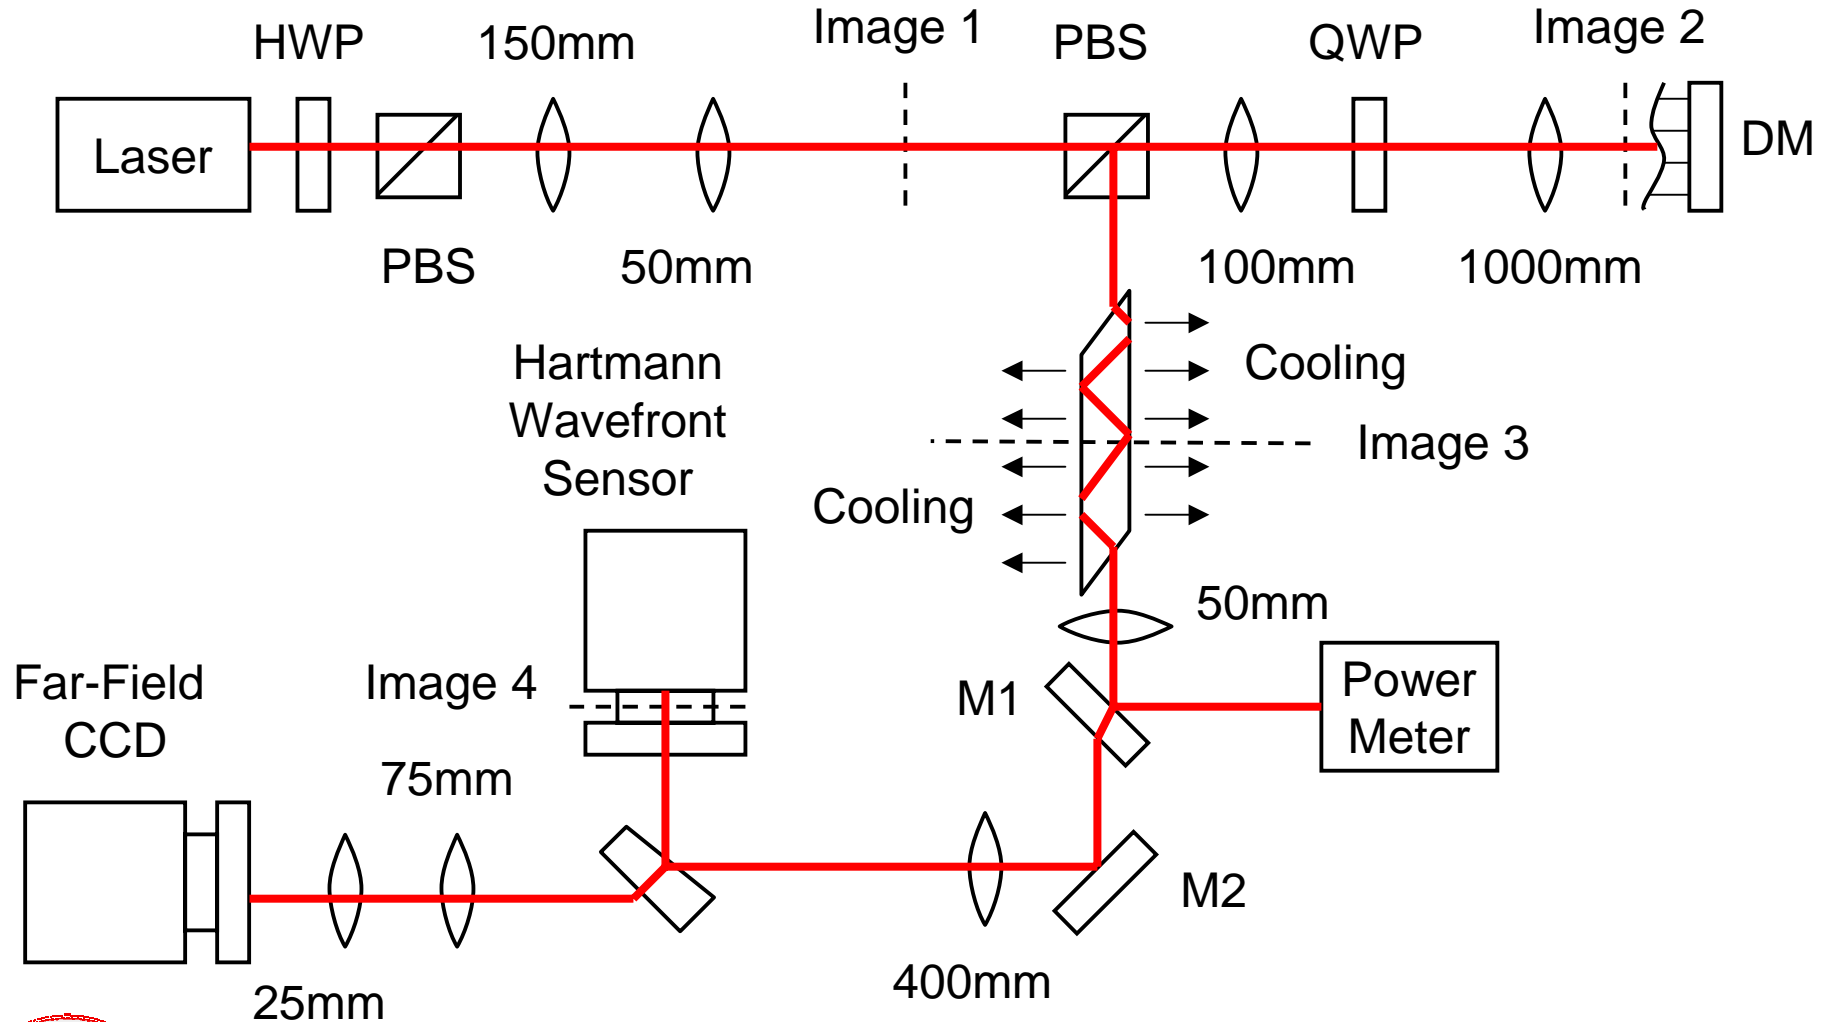 Image 1
Image 2
HWP
150mm
PBS
QWP
Laser
DM
PBS
50mm
100mm
1000mm
Hartmann
Wavefront
Sensor
Cooling
Image 3
Cooling
50mm
Far-Field
CCD
Image 4
M1
Power
Meter
75mm
M2
400mm
25mm